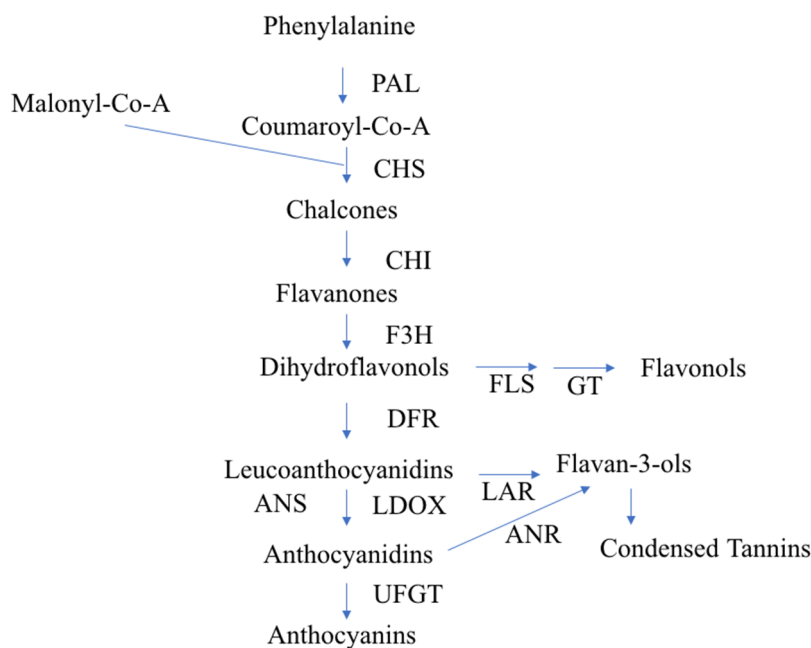 Phenylalanine
PAL
Malonyl-Co-A
Coumaroyl-Co-A
CHS
Chalcones
CHI
Flavanones
F3H
Dihydroflavonols
FLS
GT
Flavonols
DFR
Leucoanthocyanidins
LAR
Flavan-3-ols
ANS
LDOX
ANR
Anthocyanidins
Condensed Tannins
UFGT
Anthocyanins